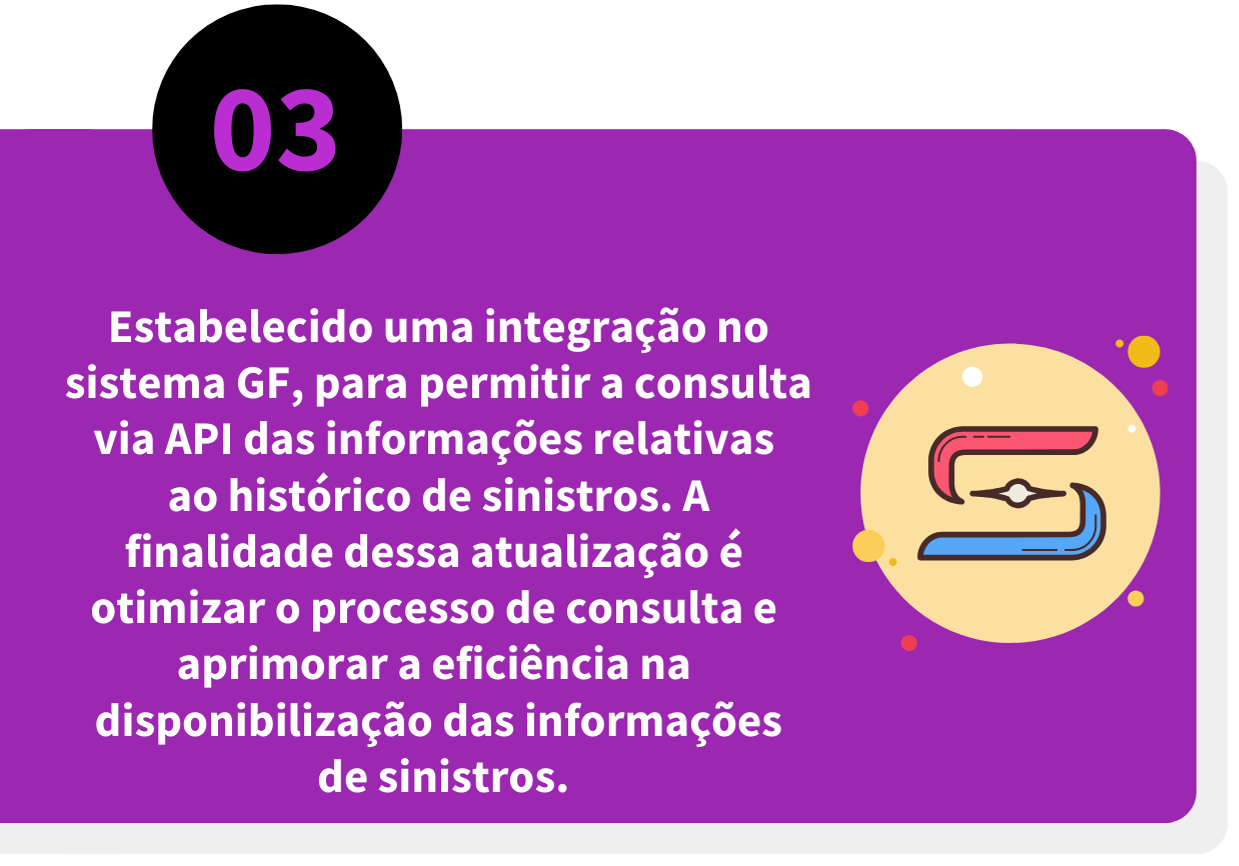 03
Estabelecido uma integração no
sistema GF, para permitir a consulta
via API das informações relativas
ao histórico de sinistros. A
finalidade dessa atualização é
otimizar o processo de consulta e
aprimorar a eficiência na
disponibilização das informações
de sinistros.